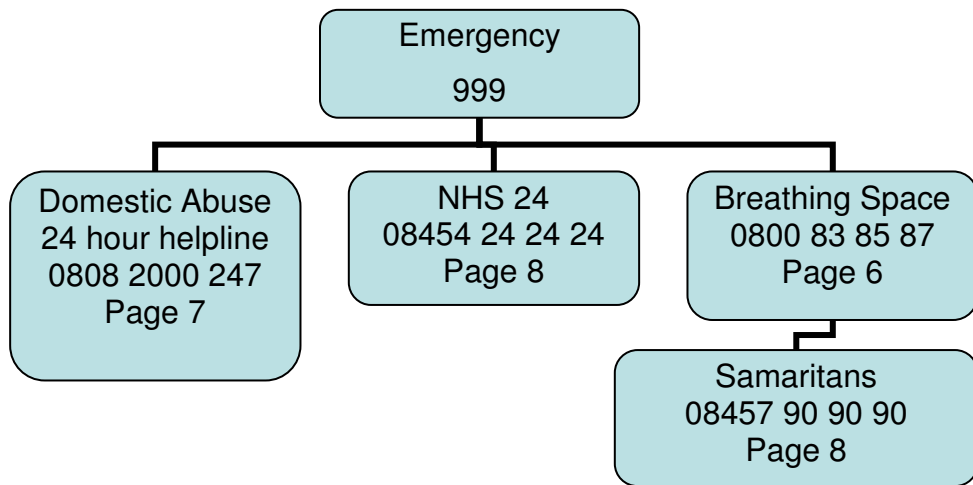 Emergency
999
Domestic Abuse
24 hour helpline
0808 2000 247
Page 7
NHS 24
08454 24 24 24
Page 8
Breathing Space
0800 83 85 87
Page 6
Samaritans
08457 90 90 90
Page 8